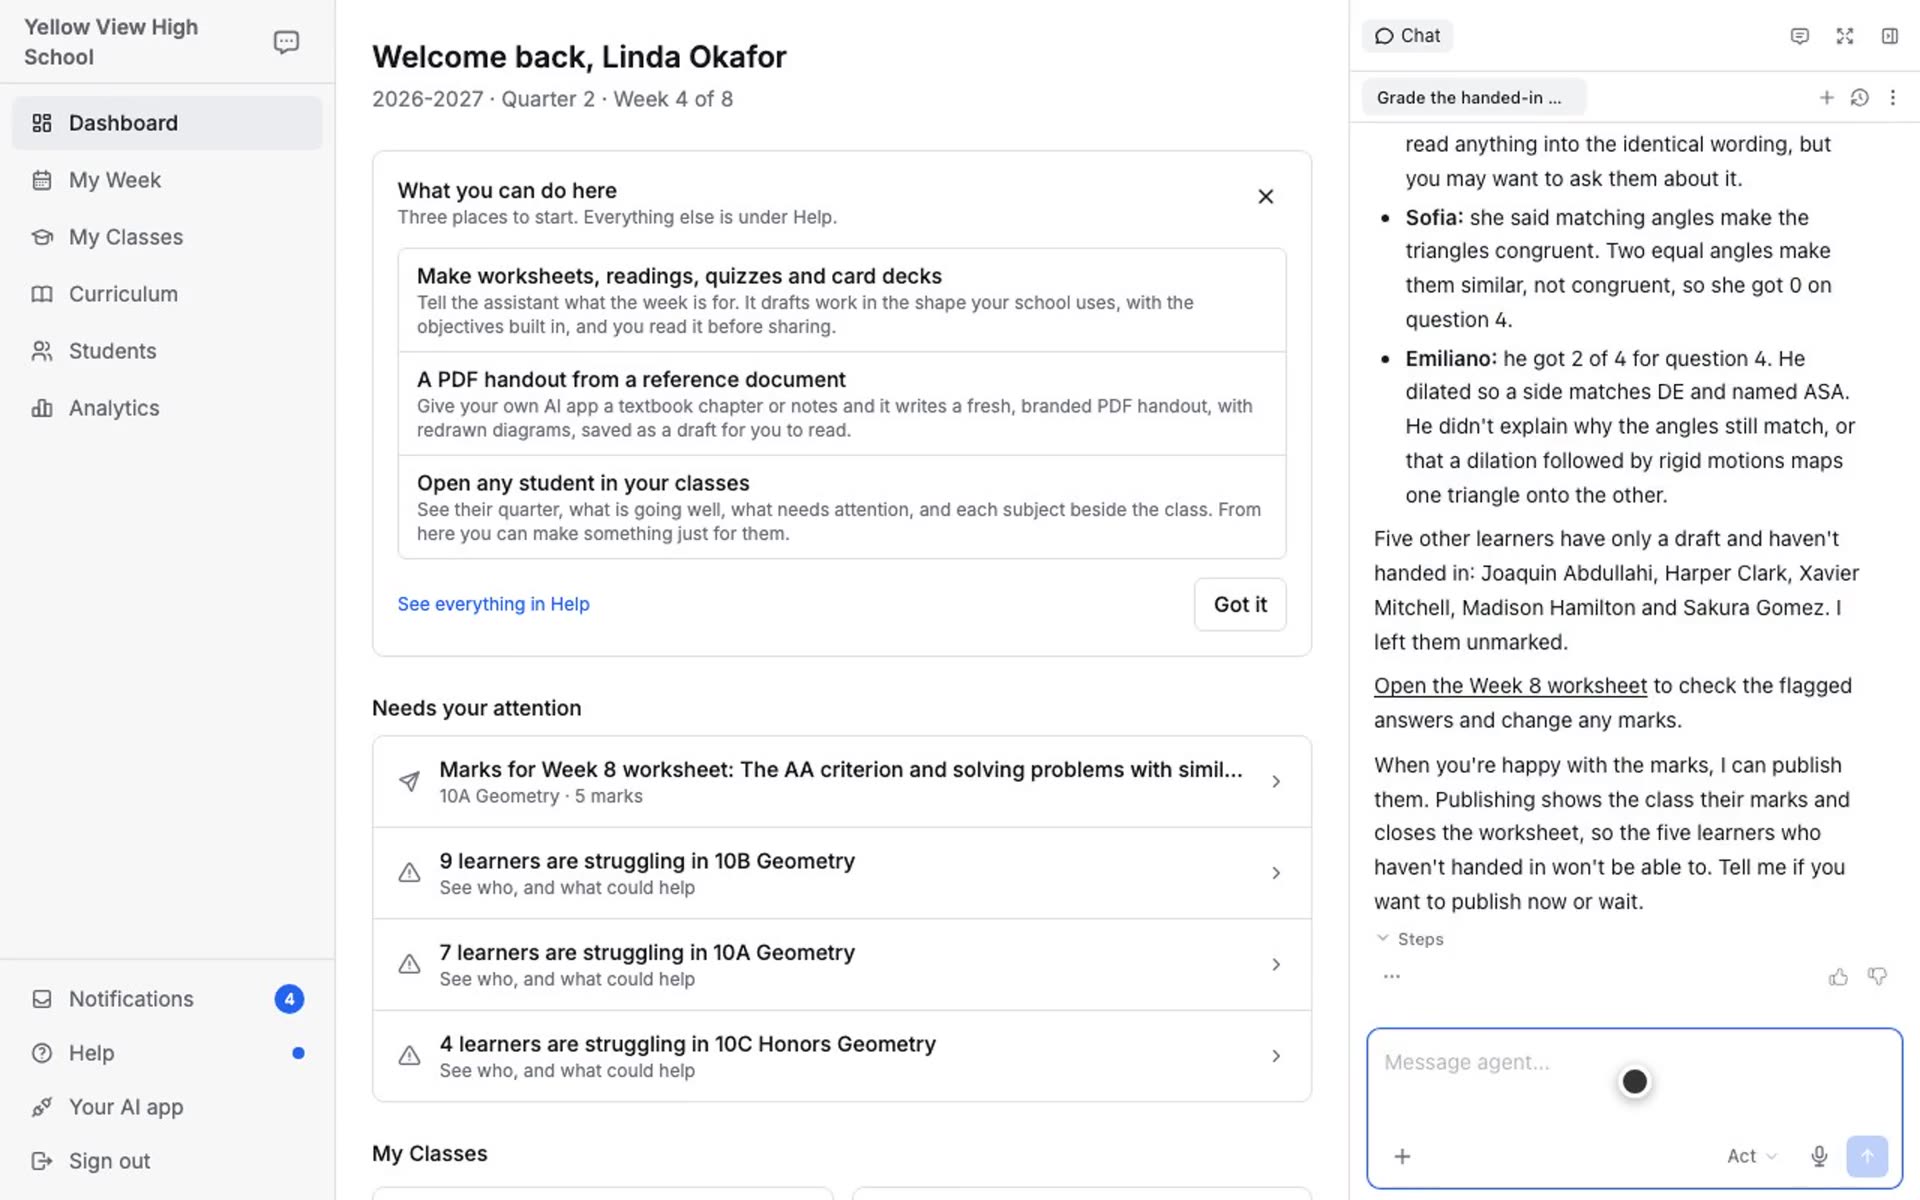 Yellow View High
School
Dashboard
My Week
My Classes
Curriculum
Students
Analytics
Notifications
4
Help
Your AI app
Sign out
Welcome back, Linda Okafor
2026-2027 · Quarter 2 · Week 4 of 8
What you can do here
Three places to start. Everything else is under Help.
Make worksheets, readings, quizzes and card decks
Tell the assistant what the week is for. It drafts work in the shape your school uses, with the
objectives built in, and you read it before sharing.
A PDF handout from a reference document
Give your own AI app a textbook chapter or notes and it writes a fresh, branded PDF handout, with
redrawn diagrams, saved as a draft for you to read.
Open any student in your classes
See their quarter, what is going well, what needs attention, and each subject beside the class. From
here you can make something just for them.
See everything in Help
Got it
Needs your attention
Marks for Week 8 worksheet: The AA criterion and solving problems with simil...
10A Geometry · 5 marks
9 learners are struggling in 10B Geometry
See who, and what could help
7 learners are struggling in 10A Geometry
See who, and what could help
4 learners are struggling in 10C Honors Geometry
See who, and what could help
My Classes
Chat
Grade the handed-in ...
read anything into the identical wording, but
you may want to ask them about it.
• Sofia: she said matching angles make the
triangles congruent. Two equal angles make
them similar, not congruent, so she got 0 on
question 4.
• Emiliano: he got 2 of 4 for question 4. He
dilated so a side matches DE and named ASA.
He didn't explain why the angles still match, or
that a dilation followed by rigid motions maps
one triangle onto the other.
Five other learners have only a draft and haven't
handed in: Joaquin Abdullahi, Harper Clark, Xavier
Mitchell, Madison Hamilton and Sakura Gomez. I
left them unmarked.
Open the Week 8 worksheet to check the flagged
answers and change any marks.
When you're happy with the marks, I can publish
them. Publishing shows the class their marks and
closes the worksheet, so the five learners who
haven't handed in won't be able to. Tell me if you
want to publish now or wait.
Steps
Message agent...
Act